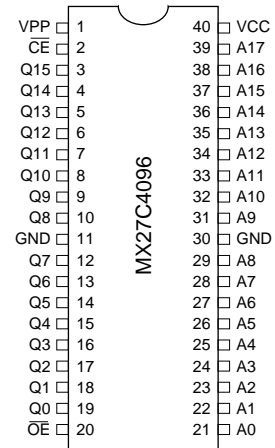 VPP 1 40 VCC
CE 2 39 A17
Q15 3 38 A16
Q14 4 37 A15
Q13 5 36 A14
Q12 6 35 A13
Q11 7 34 A12
Q10 8 33 A11
Q9 9 32 A10
Q8 10 31 A9
GND 11 30 GND
Q7 12 29 A8
Q6 13 28 A7
Q5 14 27 A6
Q4 15 26 A5
Q3 16 25 A4
Q2 17 24 A3
Q1 18 23 A2
Q0 19 22 A1
OE 20 21 A0
MX27C4096